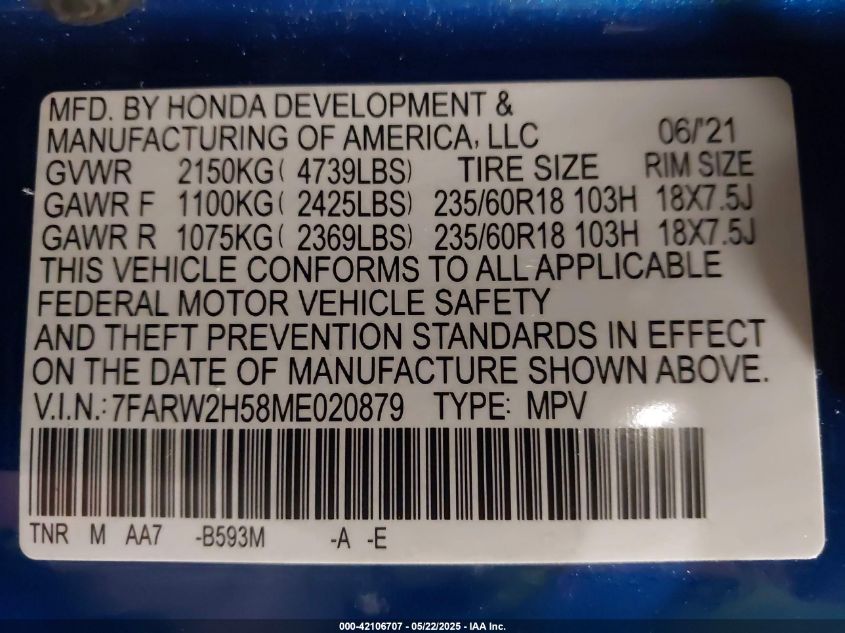 MFD. BY HONDA DEVELOPMENT &
MANUFACTURING OF AMERICA, LLC 06/'21
GVWR 2150KG( 4739LBS) TIRE SIZE RIM SIZE
GAWR F 1100KG( 2425LBS) 235/60R18 103H 18X7.5J
GAWR R 1075KG( 2369LBS) 235/60R18 103H 18X7.5J
THIS VEHICLE CONFORMS TO ALL APPLICABLE
FEDERAL MOTOR VEHICLE SAFETY
AND THEFT PREVENTION STANDARDS IN EFFECT
ON THE DATE OF MANUFACTURE SHOWN ABOVE.
V.I.N.: 7FARW2H58ME020879 TYPE: MPV
TNR M AA7 -B593M -A -E
000-42106707 - 05/22/2025 - IAA Inc.